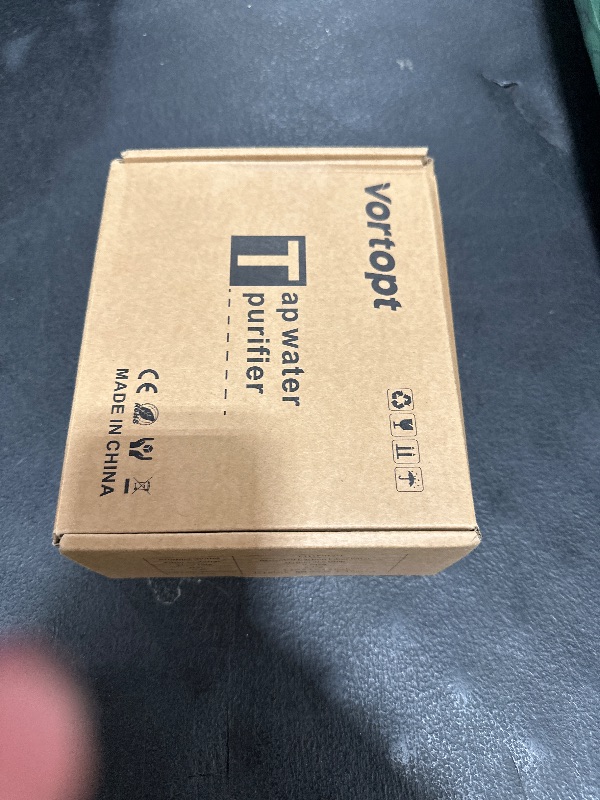 Vortopt
Tap water
purifier
CE
MADE IN CHINA